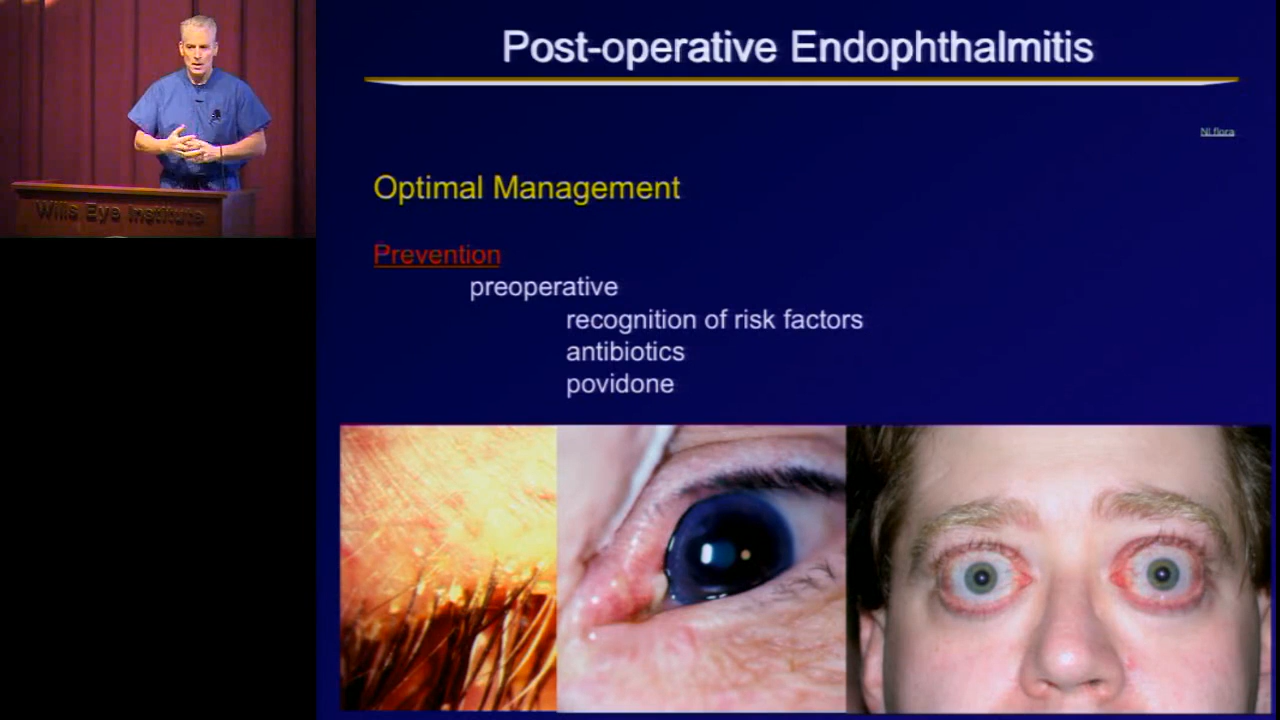 Post-operative Endophthalmitis
Nl flora
Optimal Management
Prevention
preoperative
recognition of risk factors
antibiotics
povidone
Wills Eye Institute